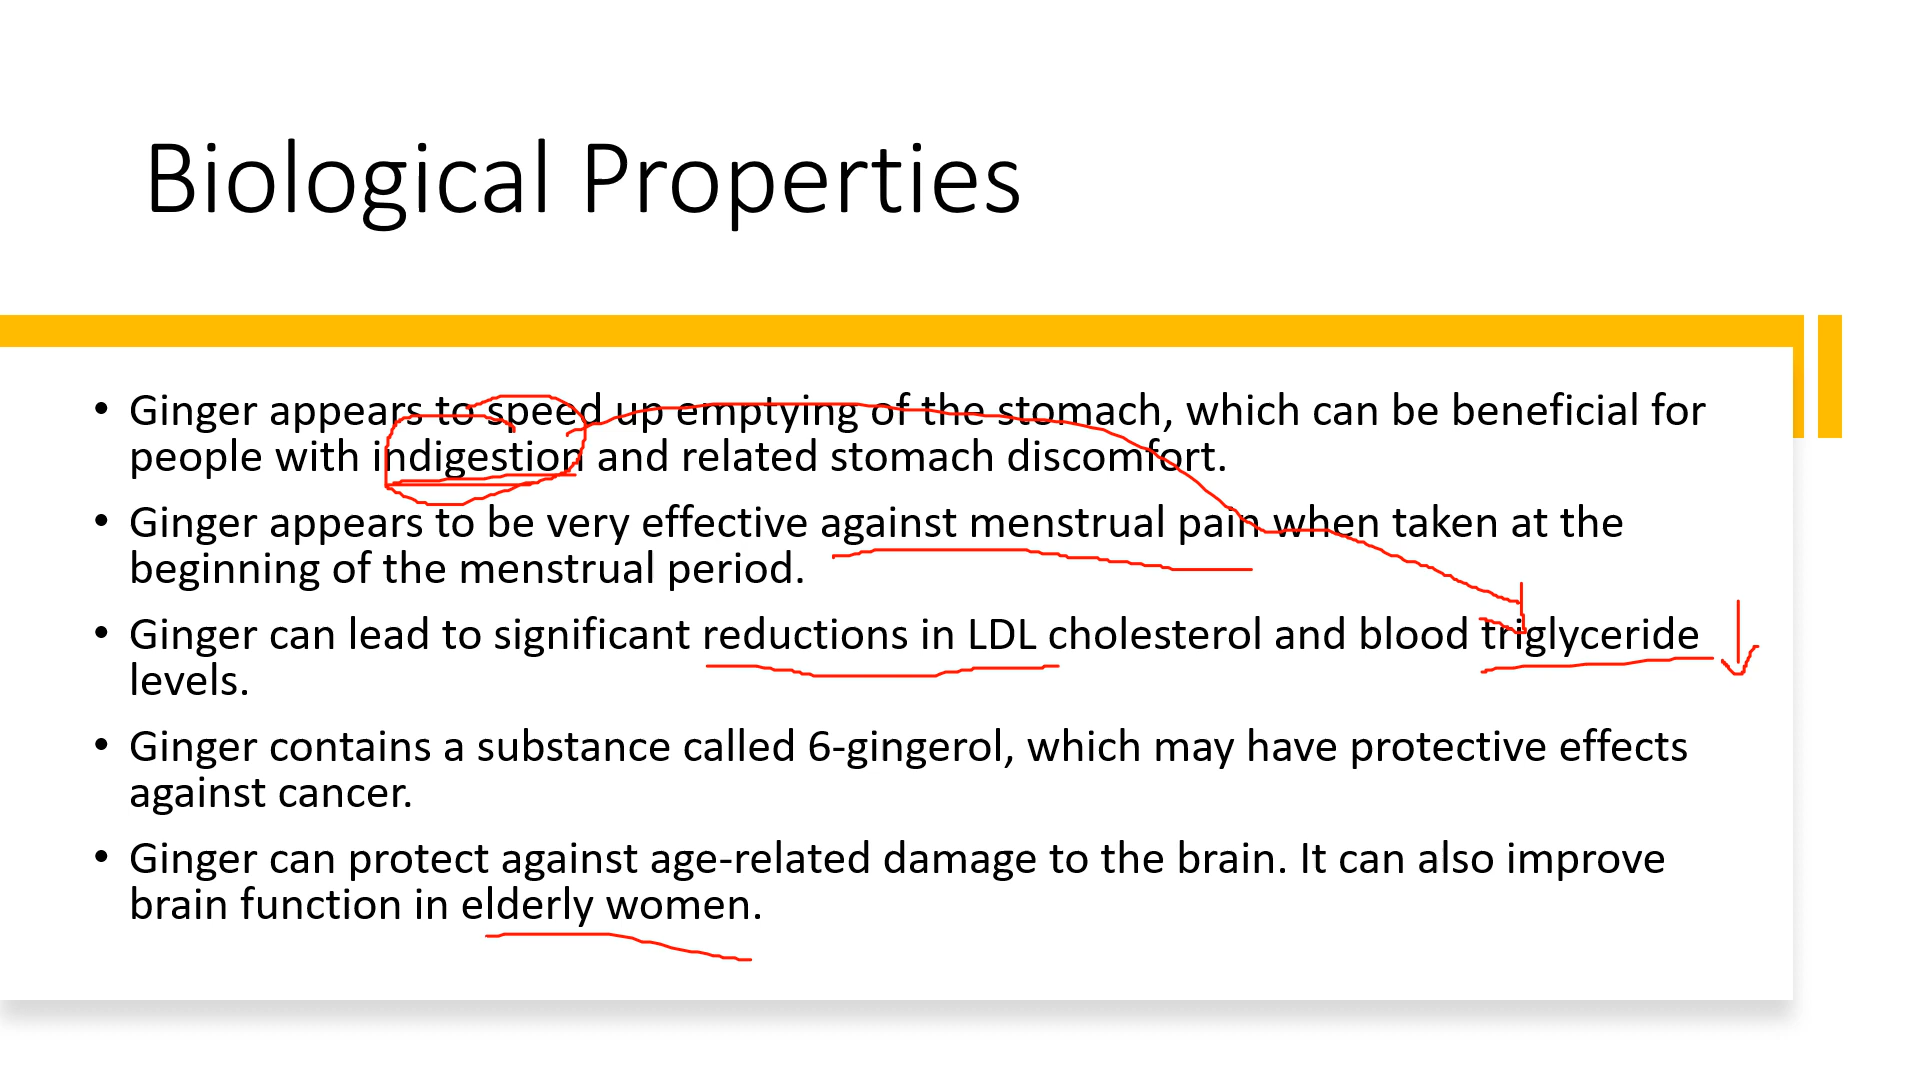 Biological Properties
• Ginger appears to speed up emptying of the stomach, which can be beneficial for
people with indigestion and related stomach discomfort.
• Ginger appears to be very effective against menstrual pain when taken at the
beginning of the menstrual period.
• Ginger can lead to significant reductions in LDL cholesterol and blood triglyceride
levels.
• Ginger contains a substance called 6-gingerol, which may have protective effects
against cancer.
• Ginger can protect against age-related damage to the brain. It can also improve
brain function in elderly women.